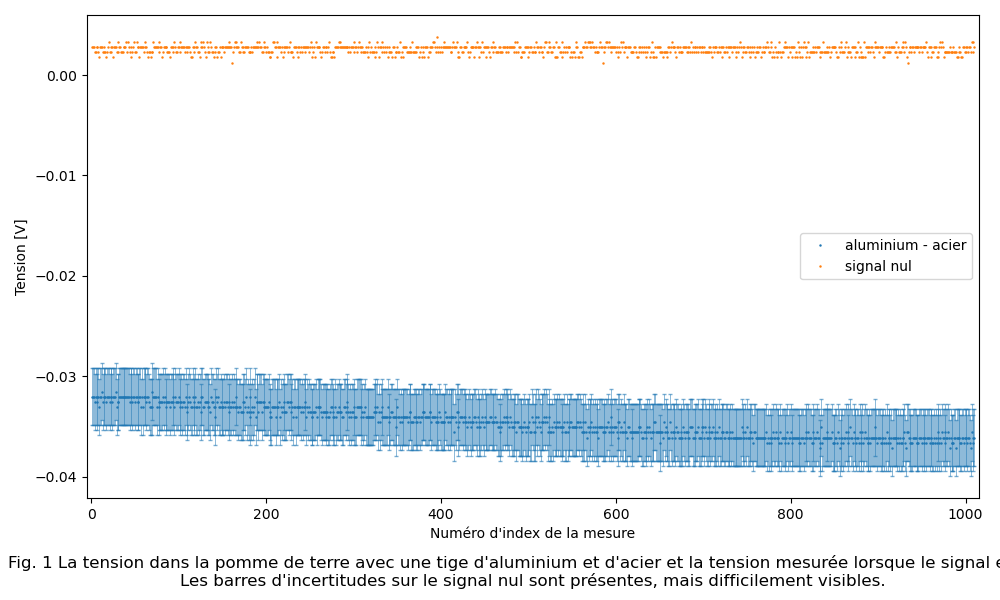 0.00
−0.01
−0.02
−0.03
−0.04
Tension [V]
aluminium - acier
signal nul
0
200
400
600
800
1000
Numéro d'index de la mesure
Fig. 1 La tension dans la pomme de terre avec une tige d'aluminium et d'acier et la tension mesurée lorsque le signal
Les barres d'incertitudes sur le signal nul sont présentes, mais difficilement visibles.